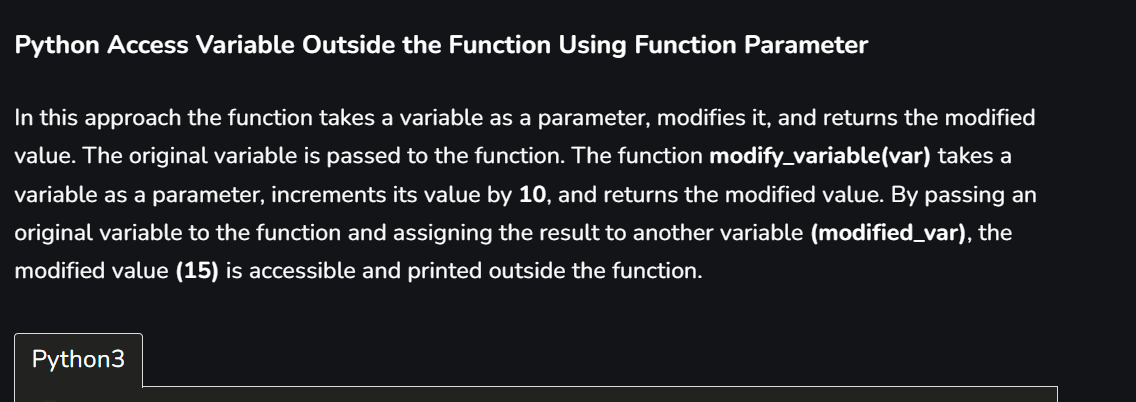 Python Access Variable Outside the Function Using Function Parameter
In this approach the function takes a variable as a parameter, modifies it, and returns the modified
value. The original variable is passed to the function. The function modify_variable(var) takes a
variable as a parameter, increments its value by 10, and returns the modified value. By passing an
original variable to the function and assigning the result to another variable (modified_var), the
modified value (15) is accessible and printed outside the function.
Python3